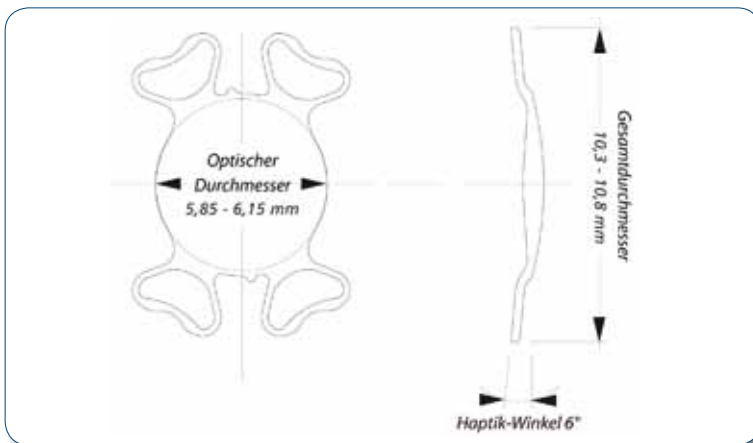 Optischer
Durchmesser
5,85 - 6,15 mm
Gesamtdurchmesser
10,3 - 10,8 mm
Haptik-Winkel 6°